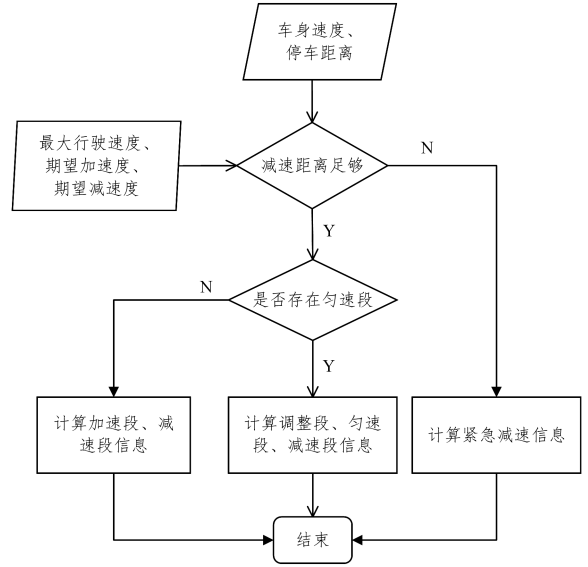 车身速度、
停车距离
最大行驶速度、
期望加速度、
期望减速度
减速距离足够
N
Y
是否存在匀速段
N
Y
计算加速段、减
速段信息
计算调整段、匀速
段、减速段信息
计算紧急减速信息
结束